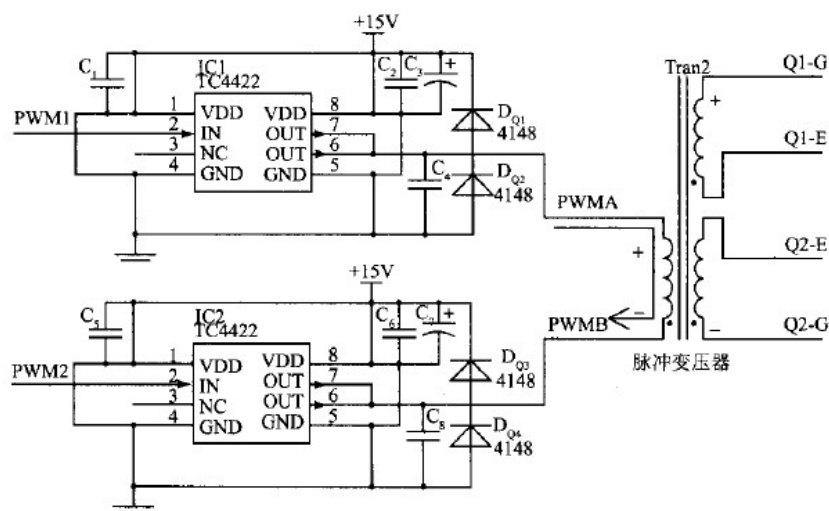 +15V
C1
IC1
TC4422
C2 C3 +
Tran2
Q1-G
PWM1
1 VDD VDD 8
2 IN OUT 7
3 NC OUT 6
4 GND GND 5
DQ1
4148
DQ2
4148
C4
+
Q1-E
PWMA
+
−
PWMB
Q2-E
−
Q2-G
脉冲变压器
+15V
C5
IC2
TC4422
C6 C7 +
PWM2
1 VDD VDD 8
2 IN OUT 7
3 NC OUT 6
4 GND GND 5
DQ3
4148
DQ4
4148
C8